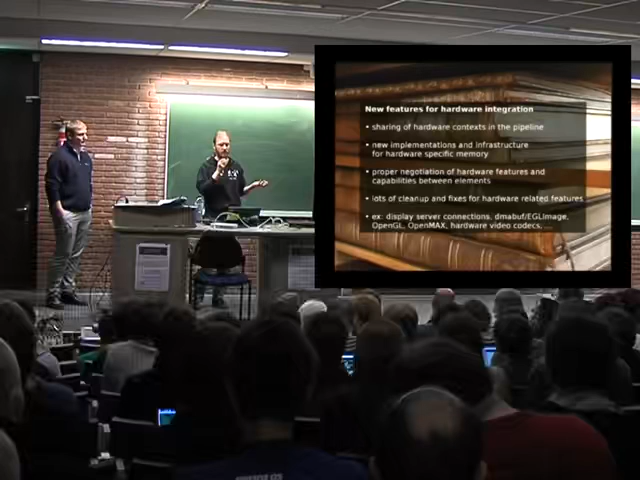 New features for hardware integration
• sharing of hardware contexts in the pipeline
• new implementations and infrastructure
for hardware specific memory
• proper negotiation of hardware features and
capabilities between elements
• lots of cleanup and fixes for hardware related features
• ex: display server connections, dmabuf/EGLImage,
OpenGL, OpenMAX, hardware video codecs, ...